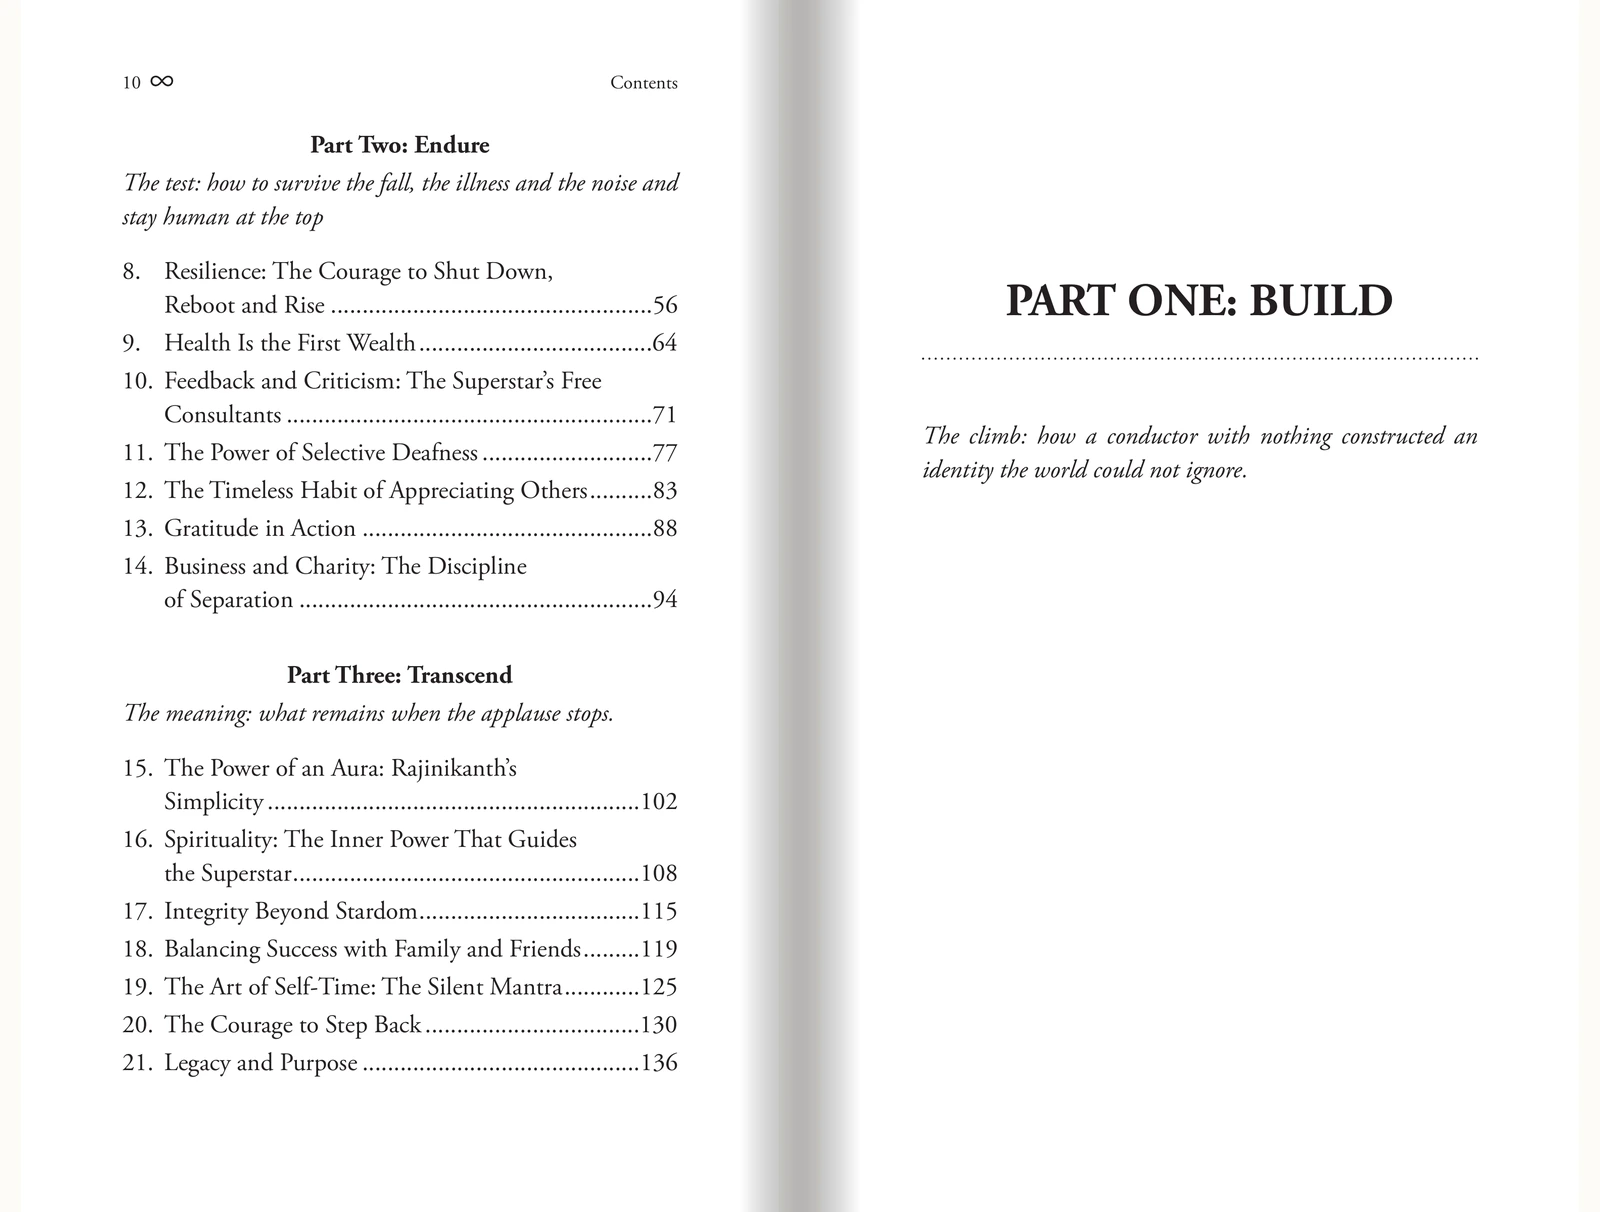 10 ∞ Contents
Part Two: Endure
The test: how to survive the fall, the illness and the noise and
stay human at the top
8. Resilience: The Courage to Shut Down,
Reboot and Rise ....................................................56
9. Health Is the First Wealth.....................................64
10. Feedback and Criticism: The Superstar’s Free
Consultants ..........................................................71
11. The Power of Selective Deafness ...........................77
12. The Timeless Habit of Appreciating Others..........83
13. Gratitude in Action ..............................................88
14. Business and Charity: The Discipline
of Separation ........................................................94
Part Three: Transcend
The meaning: what remains when the applause stops.
15. The Power of an Aura: Rajinikanth’s
Simplicity...........................................................102
16. Spirituality: The Inner Power That Guides
the Superstar.......................................................108
17. Integrity Beyond Stardom...................................115
18. Balancing Success with Family and Friends.........119
19. The Art of Self-Time: The Silent Mantra............125
20. The Courage to Step Back..................................130
21. Legacy and Purpose ............................................136
PART ONE: BUILD
The climb: how a conductor with nothing constructed an
identity the world could not ignore.